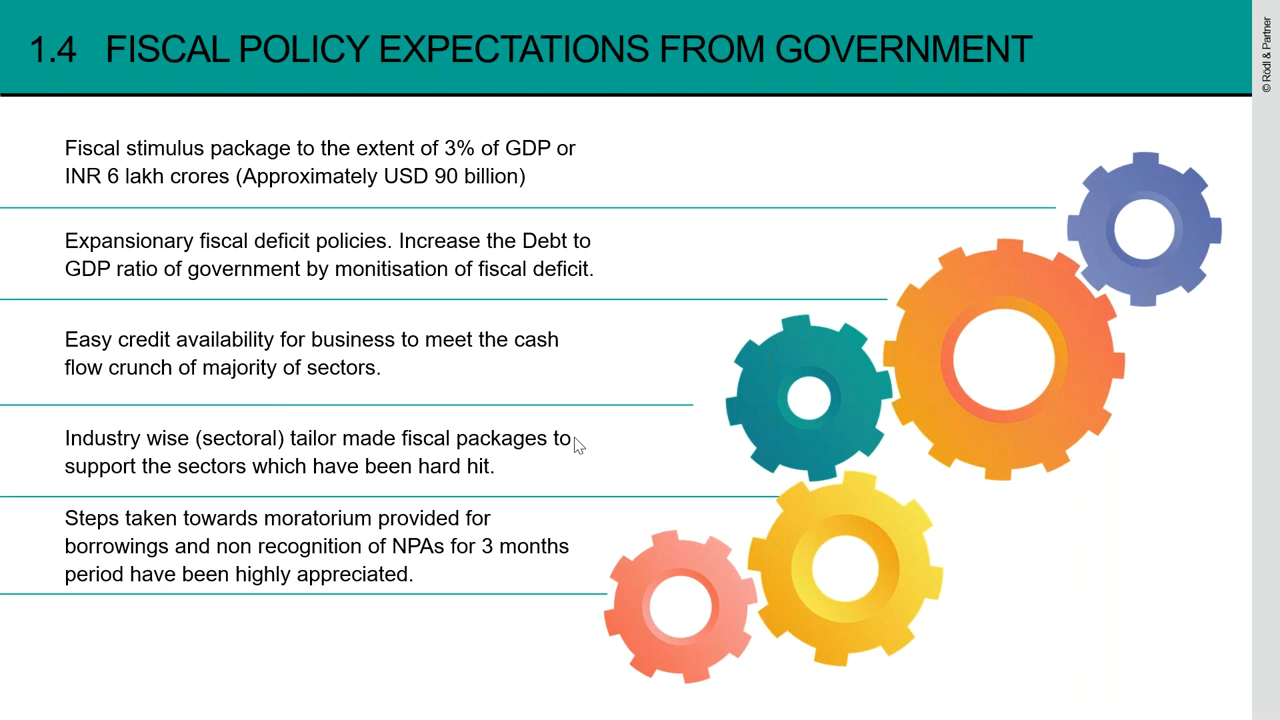 1.4 FISCAL POLICY EXPECTATIONS FROM GOVERNMENT
© Rödl & Partner
Fiscal stimulus package to the extent of 3% of GDP or
INR 6 lakh crores (Approximately USD 90 billion)
Expansionary fiscal deficit policies. Increase the Debt to
GDP ratio of government by monitisation of fiscal deficit.
Easy credit availability for business to meet the cash
flow crunch of majority of sectors.
Industry wise (sectoral) tailor made fiscal packages to
support the sectors which have been hard hit.
Steps taken towards moratorium provided for
borrowings and non recognition of NPAs for 3 months
period have been highly appreciated.